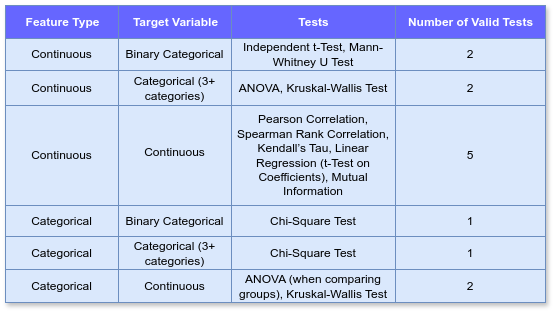 Feature Type Target Variable Tests Number of Valid Tests
Continuous Binary Categorical Independent t-Test, Mann-
Whitney U Test 2
Continuous Categorical (3+
categories) ANOVA, Kruskal-Wallis Test 2
Continuous Continuous Pearson Correlation,
Spearman Rank Correlation,
Kendall's Tau, Linear
Regression (t-Test on
Coefficients), Mutual
Information 5
Categorical Binary Categorical Chi-Square Test 1
Categorical Categorical (3+
categories) Chi-Square Test 1
Categorical Continuous ANOVA (when comparing
groups), Kruskal-Wallis Test 2